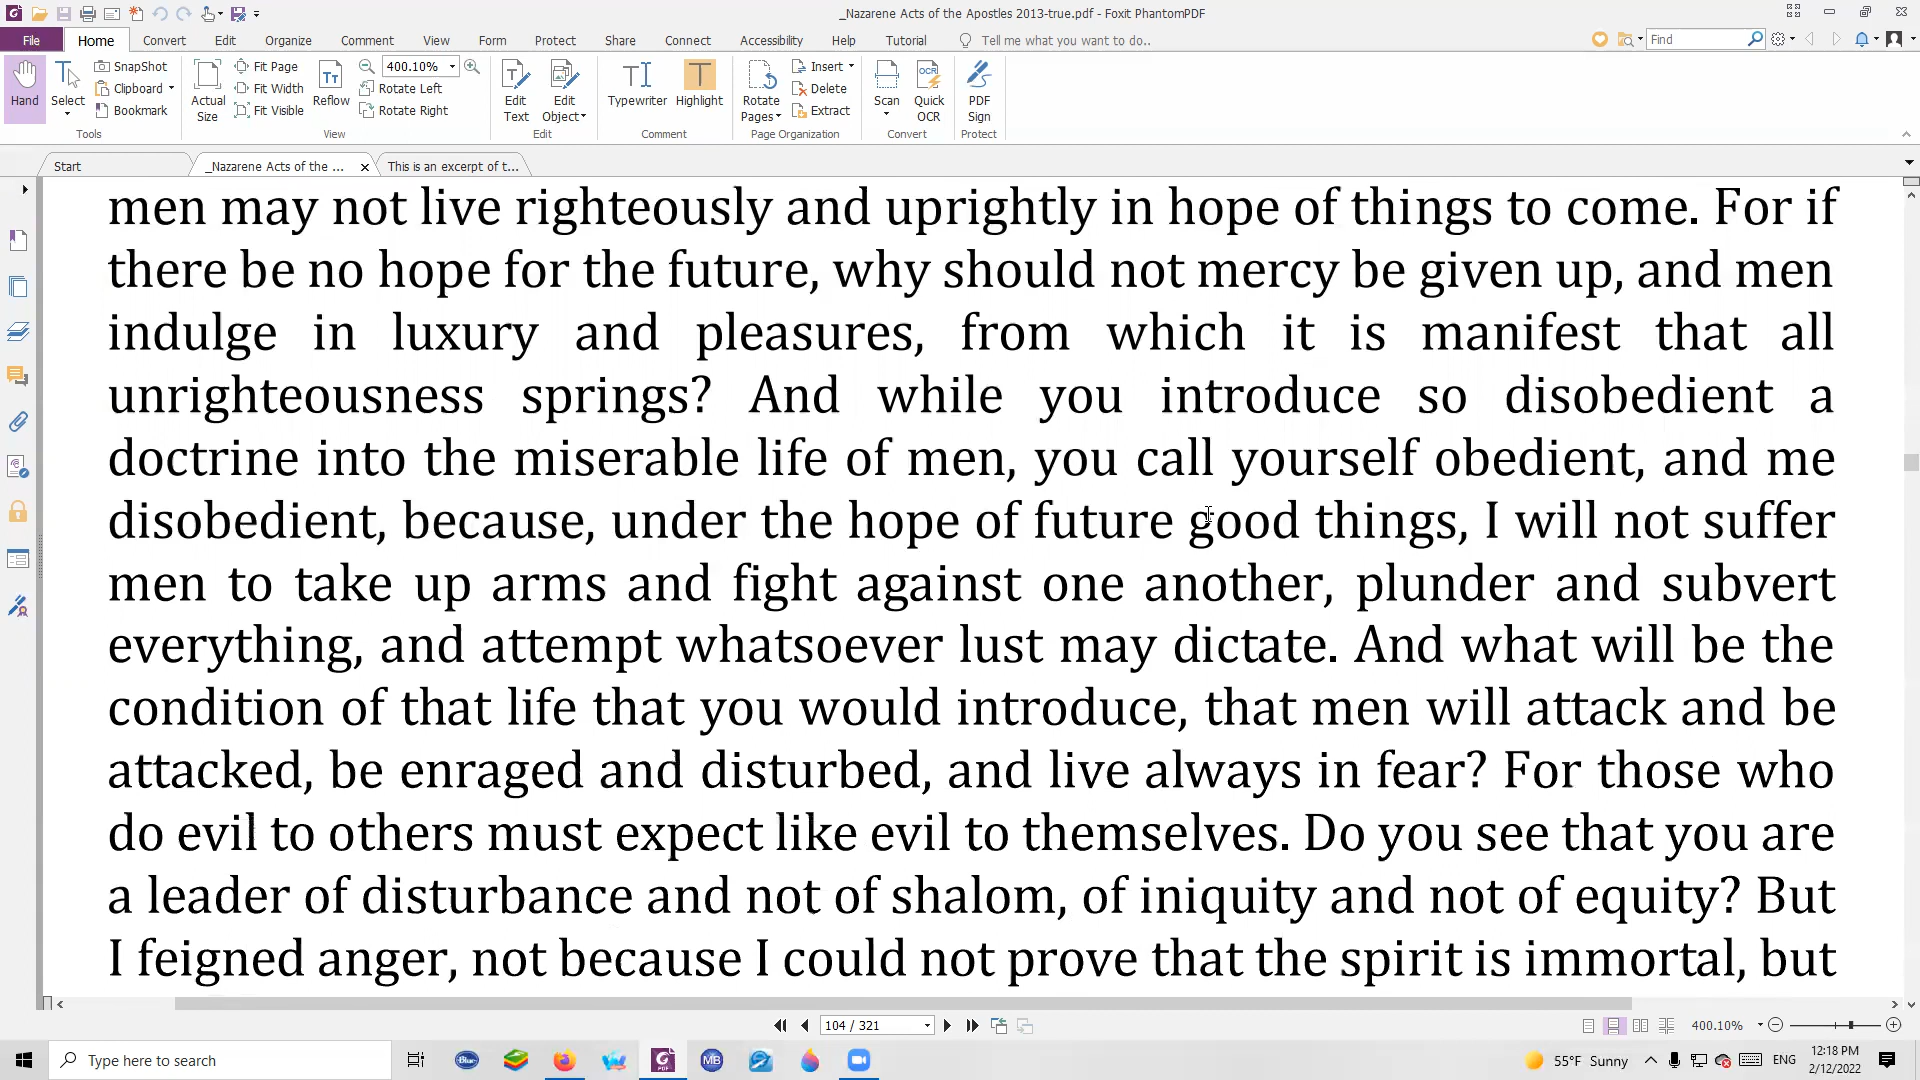 _Nazarene Acts of the Apostles 2013-true.pdf - Foxit PhantomPDF
File Home Convert Edit Organize Comment View Form Protect Share Connect Accessibility Help Tutorial Tell me what you want to do.. Find
Hand
Select
SnapShot
Clipboard
Bookmark
Tools
Actual Size
Fit Page
Fit Width
Fit Visible
Reflow
400.10%
Rotate Left
Rotate Right
View
Edit Text
Edit Object
Edit
Typewriter
Highlight
Comment
Rotate Pages
Insert
Delete
Extract
Page Organization
Scan
Quick OCR
Convert
PDF Sign
Protect
Start _Nazarene Acts of the ... This is an excerpt of t...
men may not live righteously and uprightly in hope of things to come. For if
there be no hope for the future, why should not mercy be given up, and men
indulge in luxury and pleasures, from which it is manifest that all
unrighteousness springs? And while you introduce so disobedient a
doctrine into the miserable life of men, you call yourself obedient, and me
disobedient, because, under the hope of future good things, I will not suffer
men to take up arms and fight against one another, plunder and subvert
everything, and attempt whatsoever lust may dictate. And what will be the
condition of that life that you would introduce, that men will attack and be
attacked, be enraged and disturbed, and live always in fear? For those who
do evil to others must expect like evil to themselves. Do you see that you are
a leader of disturbance and not of shalom, of iniquity and not of equity? But
I feigned anger, not because I could not prove that the spirit is immortal, but
104 / 321 400.10%
Type here to search 55°F Sunny ENG 12:18 PM
2/12/2022